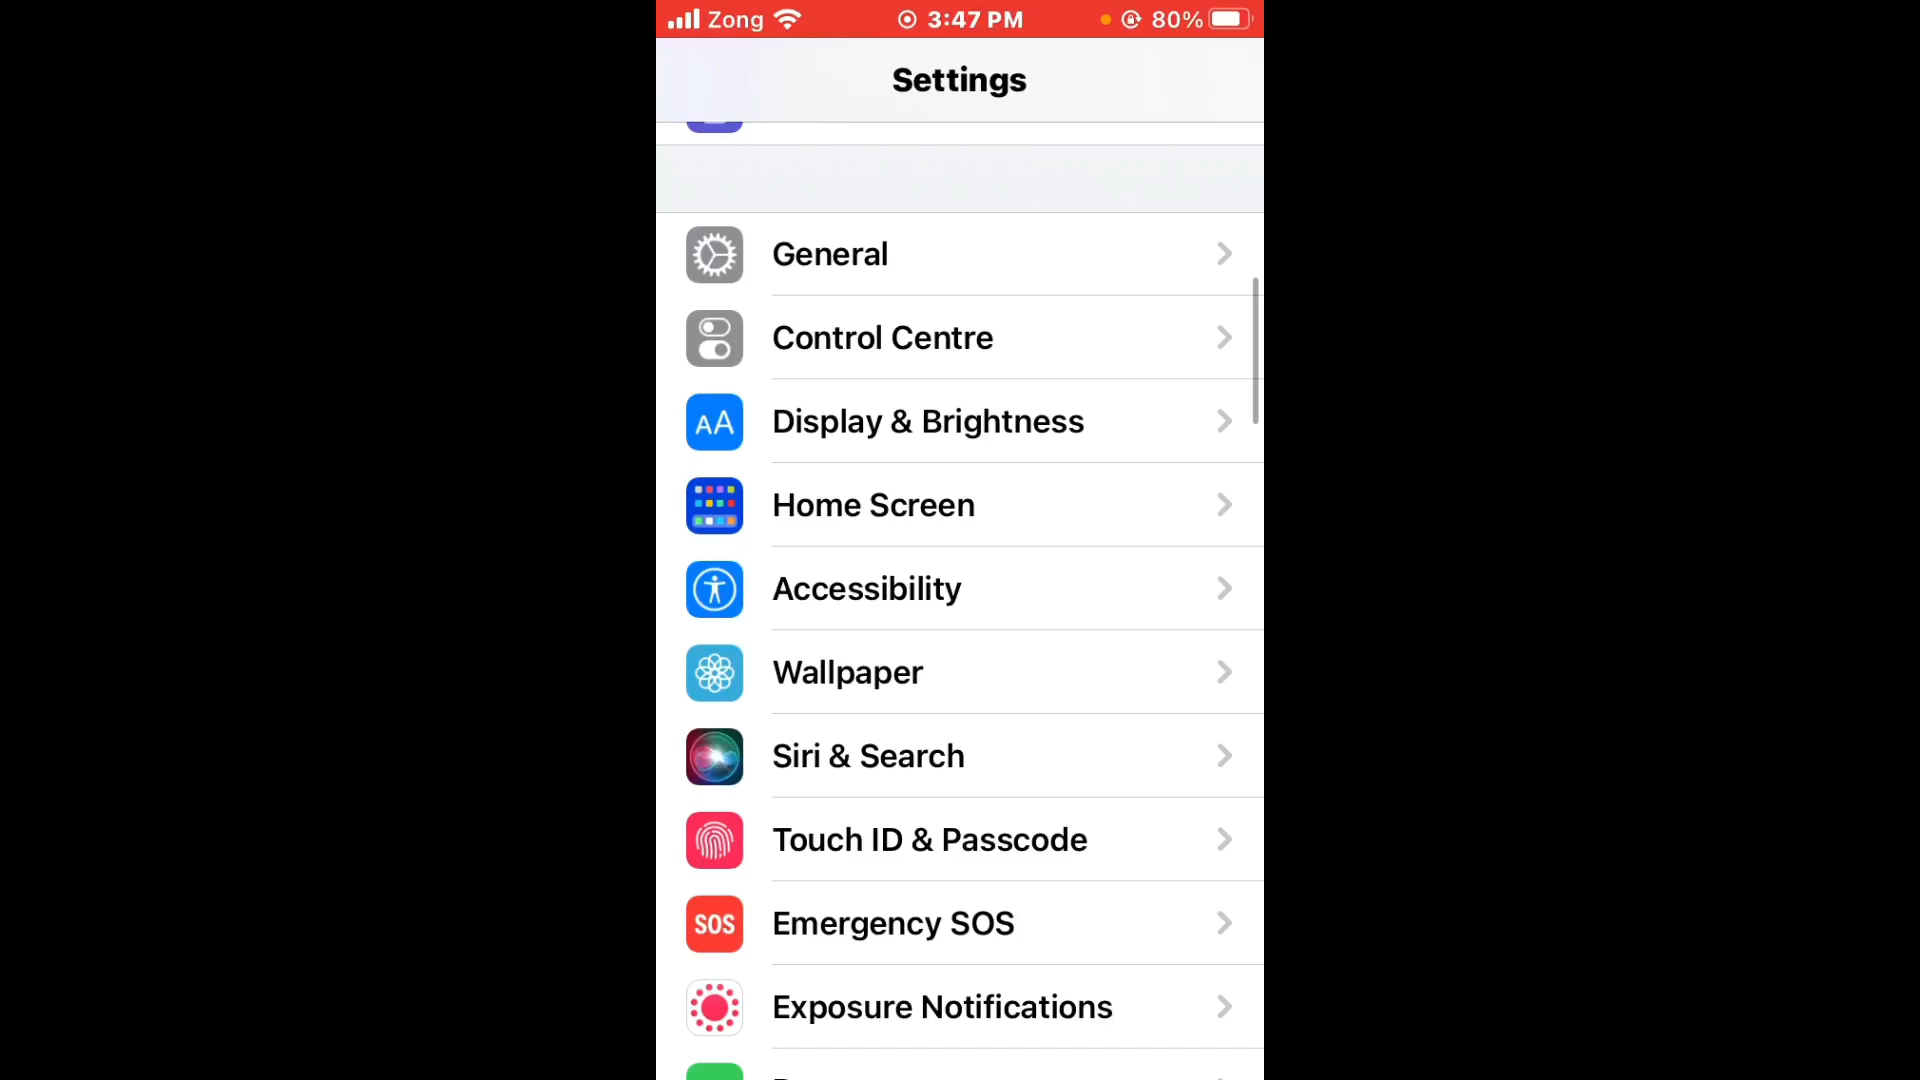 Zong 3:47 PM 80%
Settings
General
Control Centre
AA Display & Brightness
Home Screen
Accessibility
Wallpaper
Siri & Search
Touch ID & Passcode
SOS Emergency SOS
Exposure Notifications